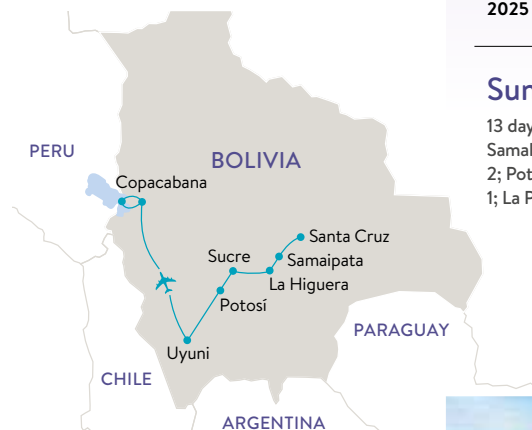 2025
Sur
13 day
Samai
2; Pot
1; La P
PERU
BOLIVIA
Copacabana
Santa Cruz
Sucre
Samaipata
La Higuera
Potosí
PARAGUAY
Uyuni
CHILE
ARGENTINA